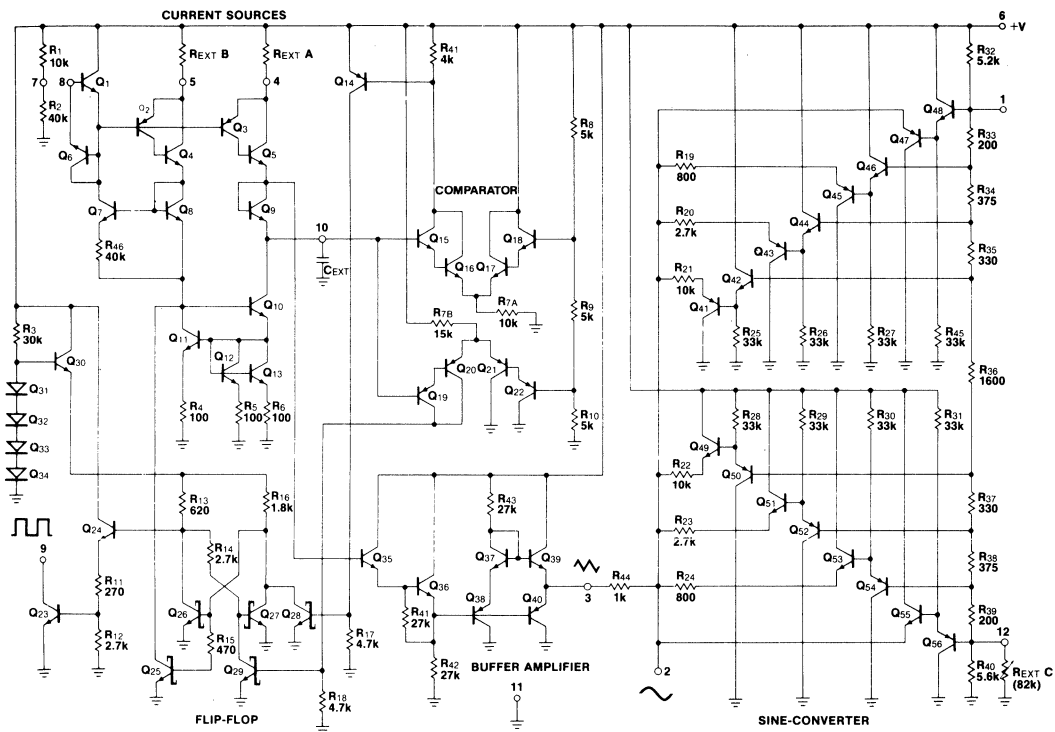 CURRENT SOURCES
6
+V
R1
10k
7
8
Q1
REXT B
5
REXT A
4
R2
40k
Q2
Q3
Q6
Q4
Q5
Q7
Q8
Q9
R46
40k
10
CEXT
Q14
R41
4k
R8
5k
COMPARATOR
Q15
Q16
Q17
Q18
R7A
10k
R7B
15k
R9
5k
Q19
Q20
Q21
Q22
R10
5k
R3
30k
Q30
Q31
Q32
Q33
Q34
Q10
Q11
Q12
Q13
R4
100
R5
100
R6
100
R32
5.2k
1
Q48
Q47
R33
200
R19
800
Q46
Q45
R34
375
R20
2.7k
Q44
Q43
R35
330
R21
10k
Q42
Q41
R25
33k
R26
33k
R27
33k
R45
33k
R36
1600
R28
33k
R29
33k
R30
33k
R31
33k
Q49
R22
10k
Q50
Q51
R37
330
R23
2.7k
Q52
Q53
R38
375
R24
800
Q54
Q55
R39
200
Q56
12
R40
5.6k
REXT C
(82k)
SINE-CONVERTER
9
Q24
R11
270
Q23
R12
2.7k
R13
620
R16
1.8k
R14
2.7k
Q26
Q27
Q28
R15
470
Q25
Q29
R17
4.7k
R18
4.7k
FLIP-FLOP
Q35
Q36
R43
27k
Q37
Q39
Q38
Q40
R41
27k
R42
27k
BUFFER AMPLIFIER
11
3
R44
1k
2